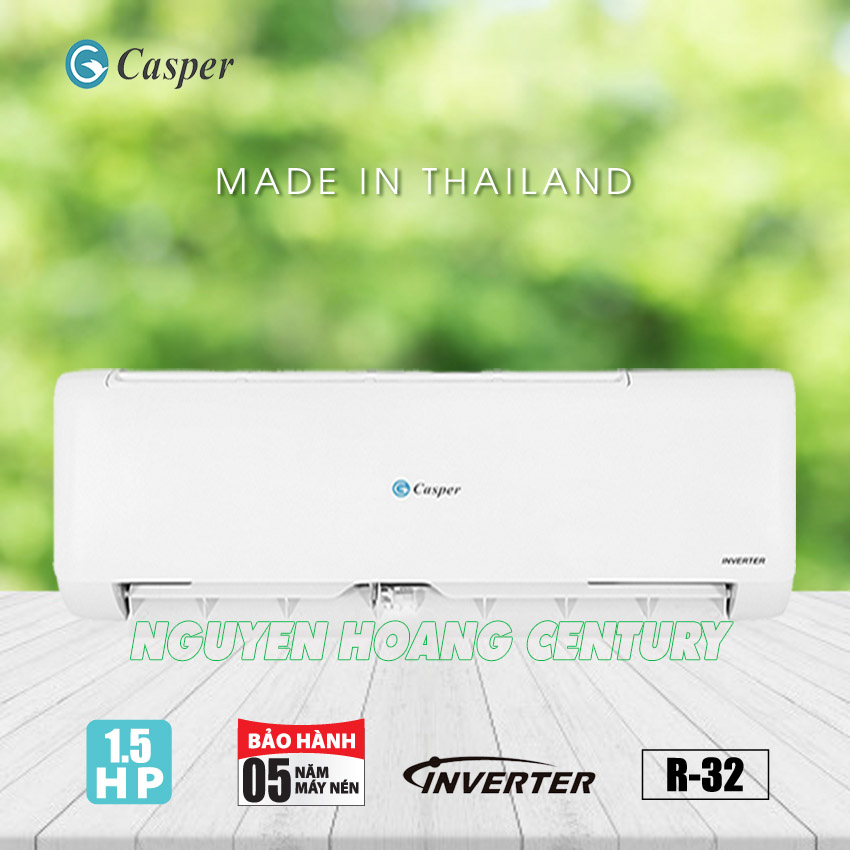 Casper
MADE IN THAILAND
Casper
INVERTER
NGUYEN HOANG CENTURY
1.5
HP
BẢO HÀNH
05 NĂM
MÁY NÉN
INVERTER
R-32